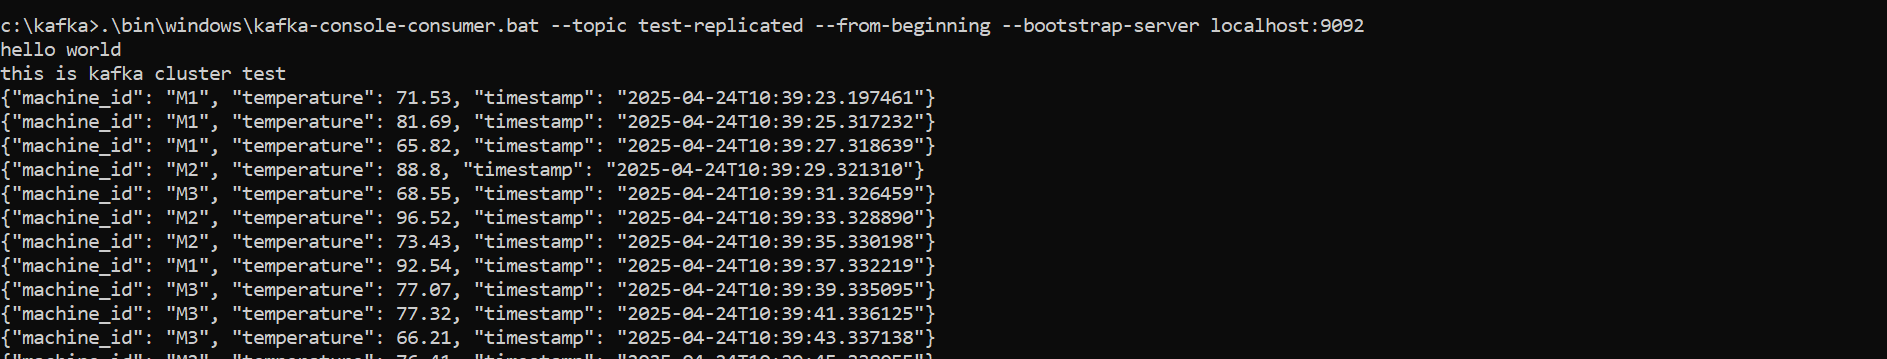 c:\kafka>.\bin\windows\kafka-console-consumer.bat --topic test-replicated --from-beginning --bootstrap-server localhost:9092
hello world
this is kafka cluster test
{"machine_id": "M1", "temperature": 71.53, "timestamp": "2025-04-24T10:39:23.197461"}
{"machine_id": "M1", "temperature": 81.69, "timestamp": "2025-04-24T10:39:25.317232"}
{"machine_id": "M1", "temperature": 65.82, "timestamp": "2025-04-24T10:39:27.318639"}
{"machine_id": "M2", "temperature": 88.8, "timestamp": "2025-04-24T10:39:29.321310"}
{"machine_id": "M3", "temperature": 68.55, "timestamp": "2025-04-24T10:39:31.326459"}
{"machine_id": "M2", "temperature": 96.52, "timestamp": "2025-04-24T10:39:33.328890"}
{"machine_id": "M2", "temperature": 73.43, "timestamp": "2025-04-24T10:39:35.330198"}
{"machine_id": "M1", "temperature": 92.54, "timestamp": "2025-04-24T10:39:37.332219"}
{"machine_id": "M3", "temperature": 77.07, "timestamp": "2025-04-24T10:39:39.335095"}
{"machine_id": "M3", "temperature": 77.32, "timestamp": "2025-04-24T10:39:41.336125"}
{"machine_id": "M3", "temperature": 66.21, "timestamp": "2025-04-24T10:39:43.337138"}
{"machine_id": "temperature": "timestamp":